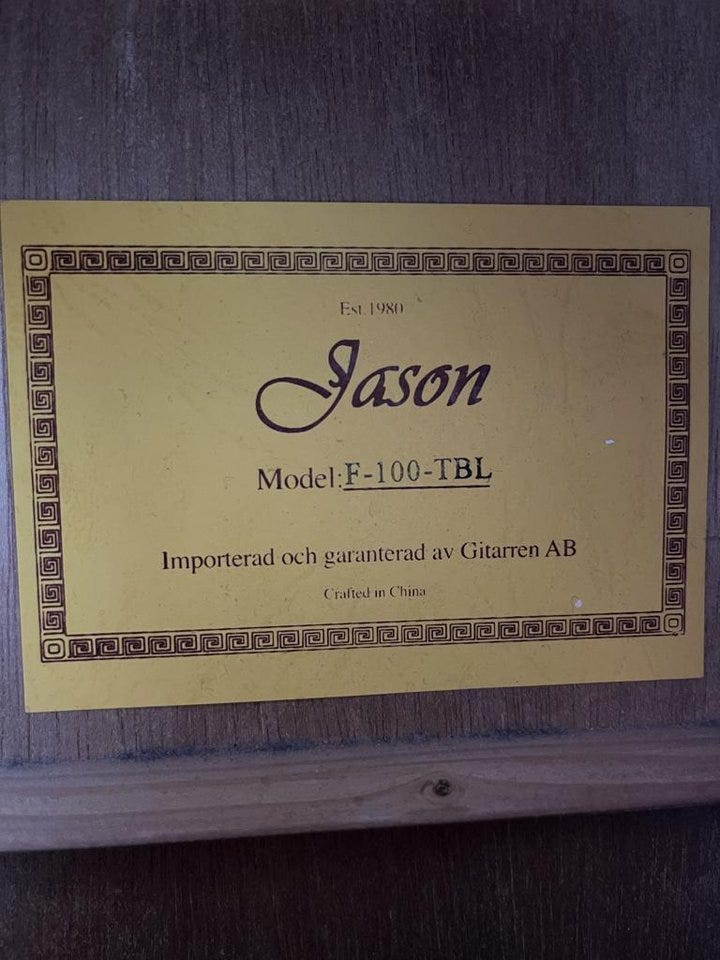 Est.1980
Jason
Model:F-100-TBL
Importerad och garanterad av Gitarren AB
Crafted in China